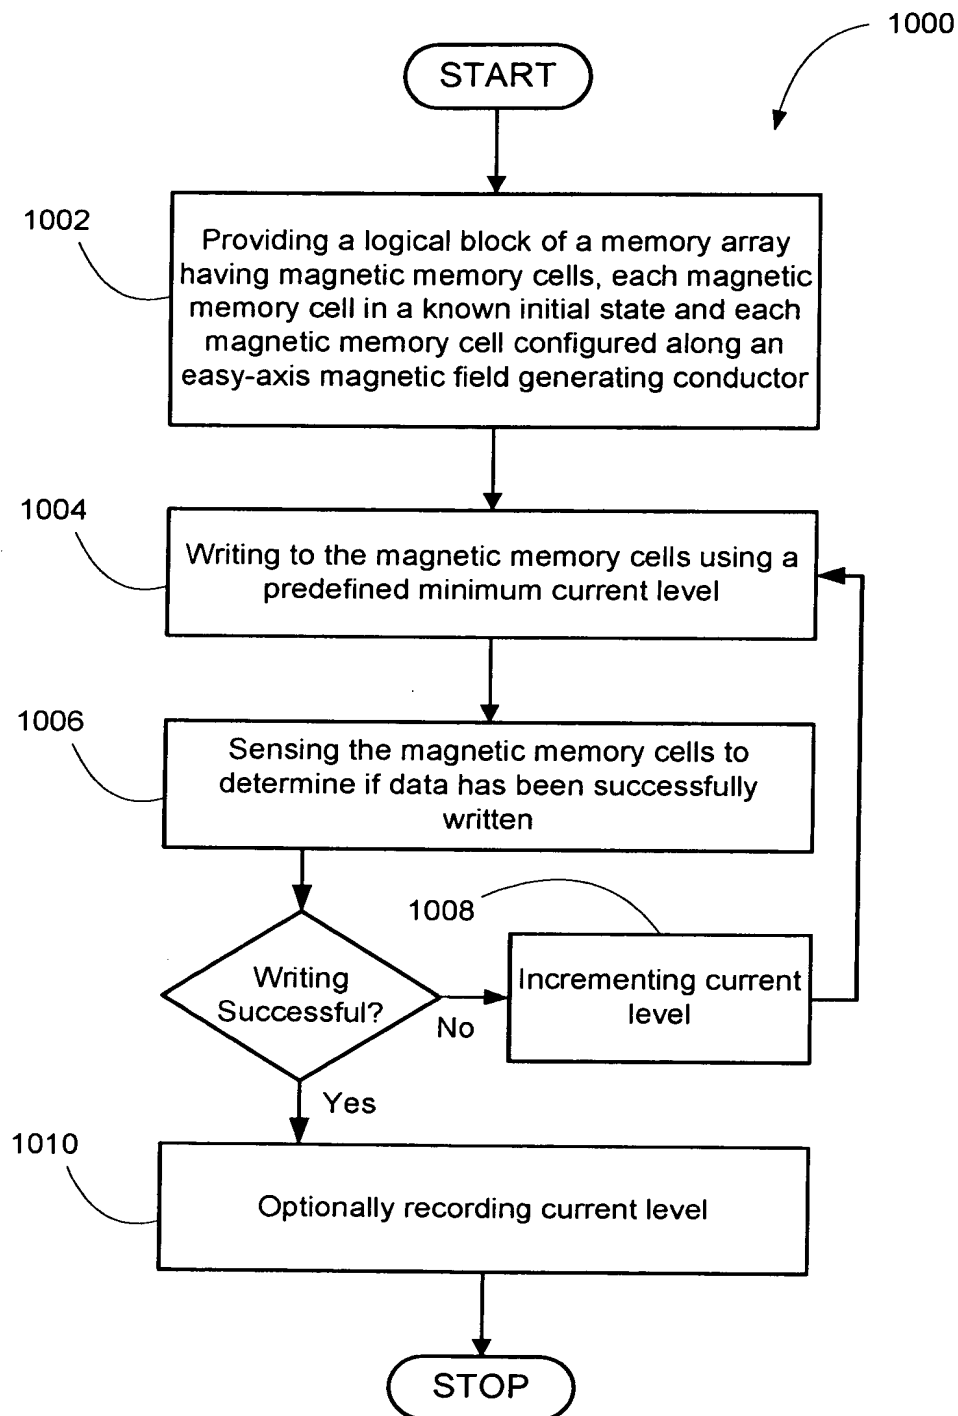 1000
START
1002
Providing a logical block of a memory array
having magnetic memory cells, each magnetic
memory cell in a known initial state and each
magnetic memory cell configured along an
easy-axis magnetic field generating conductor
1004
Writing to the magnetic memory cells using a
predefined minimum current level
1006
Sensing the magnetic memory cells to
determine if data has been successfully
written
1008
Writing
Successful?
No
Incrementing current
level
Yes
1010
Optionally recording current level
STOP